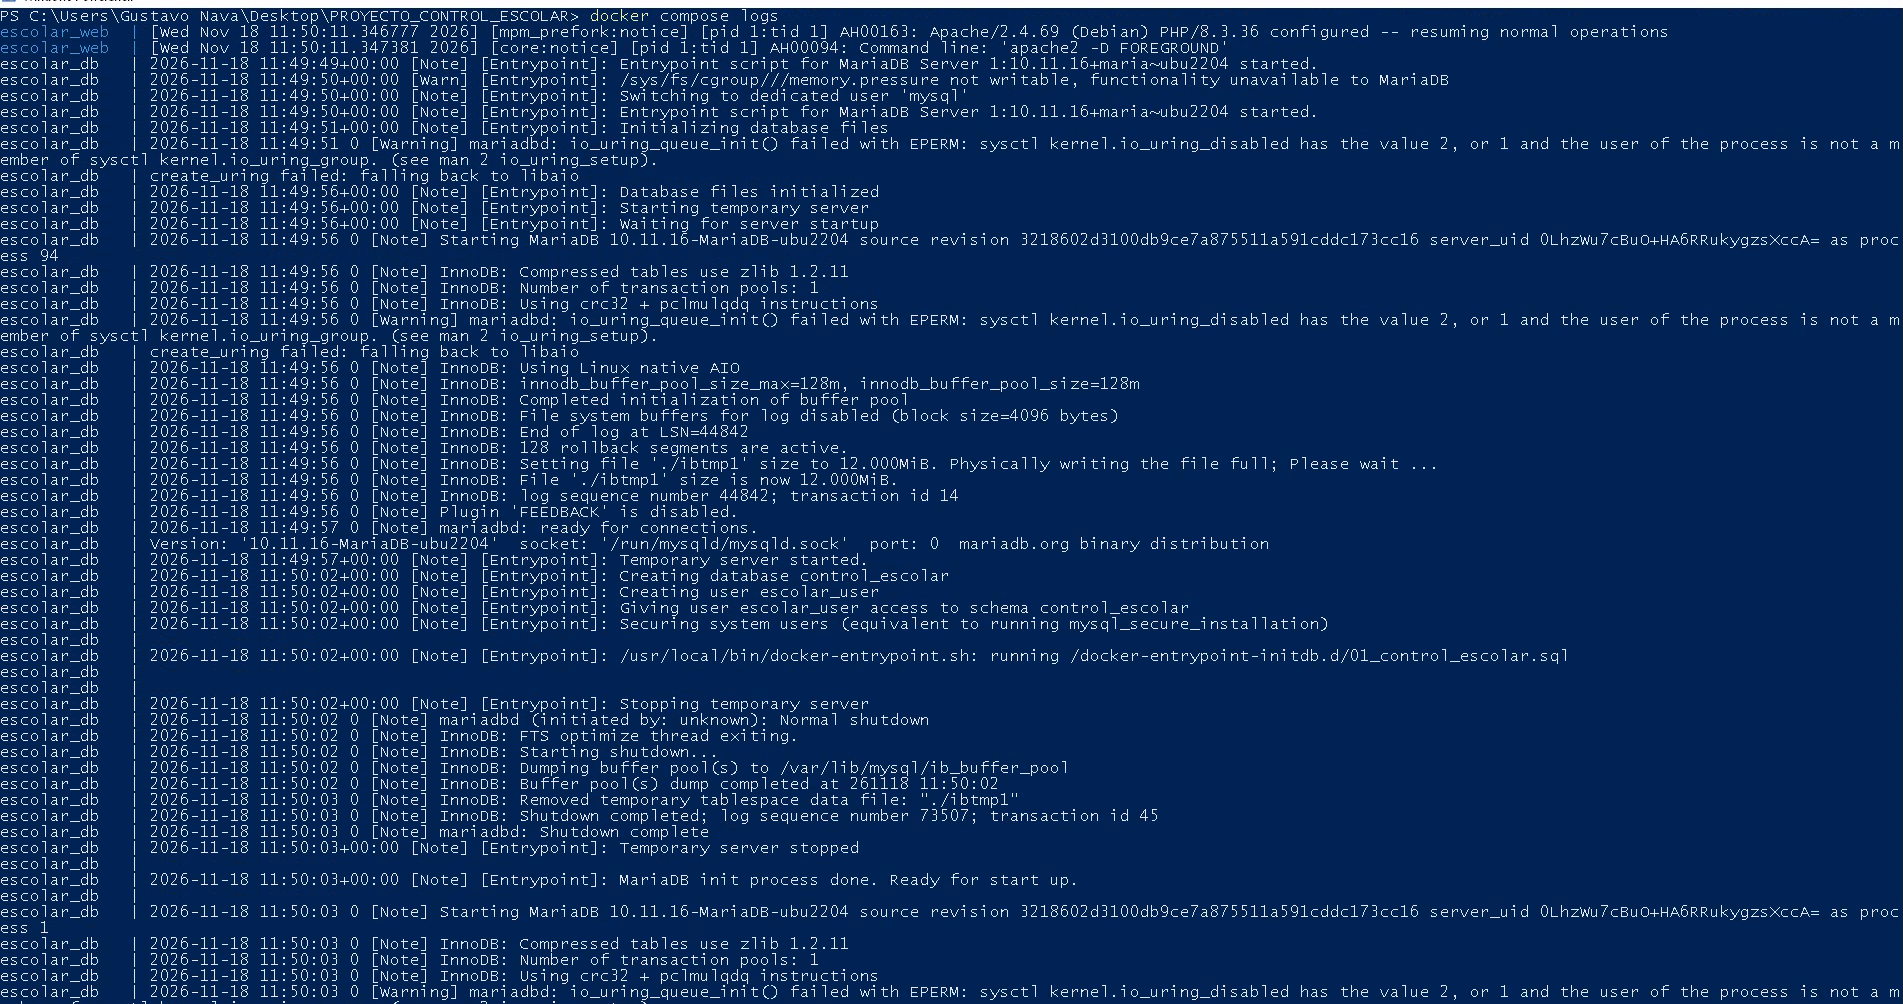 PS C:\Users\Gustavo Nava\Desktop\PROYECTO_CONTROL_ESCOLAR> docker compose logs
escolar_web  | [Wed Nov 18 11:50:11.346777 2026] [mpm_prefork:notice] [pid 1:tid 1] AH00163: Apache/2.4.69 (Debian) PHP/8.3.36 configured -- resuming normal operations
escolar_web  | [Wed Nov 18 11:50:11.347381 2026] [core:notice] [pid 1:tid 1] AH00094: Command line: 'apache2 -D FOREGROUND'
escolar_db   | 2026-11-18 11:49:49+00:00 [Note] [Entrypoint]: Entrypoint script for MariaDB Server 1:10.11.16+maria~ubu2204 started.
escolar_db   | 2026-11-18 11:49:50+00:00 [Warn] [Entrypoint]: /sys/fs/cgroup///memory.pressure not writable, functionality unavailable to MariaDB
escolar_db   | 2026-11-18 11:49:50+00:00 [Note] [Entrypoint]: Switching to dedicated user 'mysql'
escolar_db   | 2026-11-18 11:49:50+00:00 [Note] [Entrypoint]: Entrypoint script for MariaDB Server 1:10.11.16+maria~ubu2204 started.
escolar_db   | 2026-11-18 11:49:51+00:00 [Note] [Entrypoint]: Initializing database files
escolar_db   | 2026-11-18 11:49:51 0 [Warning] mariadbd: io_uring_queue_init() failed with EPERM: sysctl kernel.io_uring_disabled has the value 2, or 1 and the user of the process is not a m
ember of sysctl kernel.io_uring_group. (see man 2 io_uring_setup).
escolar_db   | create_uring failed: falling back to libaio
escolar_db   | 2026-11-18 11:49:56+00:00 [Note] [Entrypoint]: Database files initialized
escolar_db   | 2026-11-18 11:49:56+00:00 [Note] [Entrypoint]: Starting temporary server
escolar_db   | 2026-11-18 11:49:56+00:00 [Note] [Entrypoint]: Waiting for server startup
escolar_db   | 2026-11-18 11:49:56 0 [Note] Starting MariaDB 10.11.16-MariaDB-ubu2204 source revision 3218602d3100db9ce7a875511a591cddc173cc16 server_uid 0LhzWu7cBuO+HA6RRukygzsXccA= as proc
ess 94
escolar_db   | 2026-11-18 11:49:56 0 [Note] InnoDB: Compressed tables use zlib 1.2.11
escolar_db   | 2026-11-18 11:49:56 0 [Note] InnoDB: Number of transaction pools: 1
escolar_db   | 2026-11-18 11:49:56 0 [Note] InnoDB: Using crc32 + pclmulqdq instructions
escolar_db   | 2026-11-18 11:49:56 0 [Warning] mariadbd: io_uring_queue_init() failed with EPERM: sysctl kernel.io_uring_disabled has the value 2, or 1 and the user of the process is not a m
ember of sysctl kernel.io_uring_group. (see man 2 io_uring_setup).
escolar_db   | create_uring failed: falling back to libaio
escolar_db   | 2026-11-18 11:49:56 0 [Note] InnoDB: Using Linux native AIO
escolar_db   | 2026-11-18 11:49:56 0 [Note] InnoDB: innodb_buffer_pool_size_max=128m, innodb_buffer_pool_size=128m
escolar_db   | 2026-11-18 11:49:56 0 [Note] InnoDB: Completed initialization of buffer pool
escolar_db   | 2026-11-18 11:49:56 0 [Note] InnoDB: File system buffers for log disabled (block size=4096 bytes)
escolar_db   | 2026-11-18 11:49:56 0 [Note] InnoDB: End of log at LSN=44842
escolar_db   | 2026-11-18 11:49:56 0 [Note] InnoDB: 128 rollback segments are active.
escolar_db   | 2026-11-18 11:49:56 0 [Note] InnoDB: Setting file './ibtmp1' size to 12.000MiB. Physically writing the file full; Please wait ...
escolar_db   | 2026-11-18 11:49:56 0 [Note] InnoDB: File './ibtmp1' size is now 12.000MiB.
escolar_db   | 2026-11-18 11:49:56 0 [Note] InnoDB: log sequence number 44842; transaction id 14
escolar_db   | 2026-11-18 11:49:56 0 [Note] Plugin 'FEEDBACK' is disabled.
escolar_db   | 2026-11-18 11:49:57 0 [Note] mariadbd: ready for connections.
escolar_db   | Version: '10.11.16-MariaDB-ubu2204'  socket: '/run/mysqld/mysqld.sock'  port: 0  mariadb.org binary distribution
escolar_db   | 2026-11-18 11:49:57+00:00 [Note] [Entrypoint]: Temporary server started.
escolar_db   | 2026-11-18 11:50:02+00:00 [Note] [Entrypoint]: Creating database control_escolar
escolar_db   | 2026-11-18 11:50:02+00:00 [Note] [Entrypoint]: Creating user escolar_user
escolar_db   | 2026-11-18 11:50:02+00:00 [Note] [Entrypoint]: Giving user escolar_user access to schema control_escolar
escolar_db   | 2026-11-18 11:50:02+00:00 [Note] [Entrypoint]: Securing system users (equivalent to running mysql_secure_installation)
escolar_db   |
escolar_db   | 2026-11-18 11:50:02+00:00 [Note] [Entrypoint]: /usr/local/bin/docker-entrypoint.sh: running /docker-entrypoint-initdb.d/01_control_escolar.sql
escolar_db   |
escolar_db   |
escolar_db   | 2026-11-18 11:50:02+00:00 [Note] [Entrypoint]: Stopping temporary server
escolar_db   | 2026-11-18 11:50:02 0 [Note] mariadbd (initiated by: unknown): Normal shutdown
escolar_db   | 2026-11-18 11:50:02 0 [Note] InnoDB: FTS optimize thread exiting.
escolar_db   | 2026-11-18 11:50:02 0 [Note] InnoDB: Starting shutdown...
escolar_db   | 2026-11-18 11:50:02 0 [Note] InnoDB: Dumping buffer pool(s) to /var/lib/mysql/ib_buffer_pool
escolar_db   | 2026-11-18 11:50:02 0 [Note] InnoDB: Buffer pool(s) dump completed at 261118 11:50:02
escolar_db   | 2026-11-18 11:50:03 0 [Note] InnoDB: Removed temporary tablespace data file: "./ibtmp1"
escolar_db   | 2026-11-18 11:50:03 0 [Note] InnoDB: Shutdown completed; log sequence number 73507; transaction id 45
escolar_db   | 2026-11-18 11:50:03 0 [Note] mariadbd: Shutdown complete
escolar_db   | 2026-11-18 11:50:03+00:00 [Note] [Entrypoint]: Temporary server stopped
escolar_db   |
escolar_db   | 2026-11-18 11:50:03+00:00 [Note] [Entrypoint]: MariaDB init process done. Ready for start up.
escolar_db   |
escolar_db   | 2026-11-18 11:50:03 0 [Note] Starting MariaDB 10.11.16-MariaDB-ubu2204 source revision 3218602d3100db9ce7a875511a591cddc173cc16 server_uid 0LhzWu7cBuO+HA6RRukygzsXccA= as proc
ess 1
escolar_db   | 2026-11-18 11:50:03 0 [Note] InnoDB: Compressed tables use zlib 1.2.11
escolar_db   | 2026-11-18 11:50:03 0 [Note] InnoDB: Number of transaction pools: 1
escolar_db   | 2026-11-18 11:50:03 0 [Note] InnoDB: Using crc32 + pclmulqdq instructions
escolar_db   | 2026-11-18 11:50:03 0 [Warning] mariadbd: io_uring_queue_init() failed with EPERM: sysctl kernel.io_uring_disabled has the value 2, or 1 and the user of the process is not a m